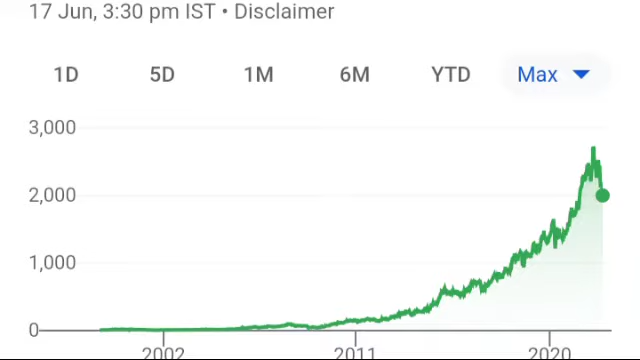 17 Jun, 3:30 pm IST • Disclaimer
1D 5D 1M 6M YTD Max
3,000
2,000
1,000
0
2002 2011 2020